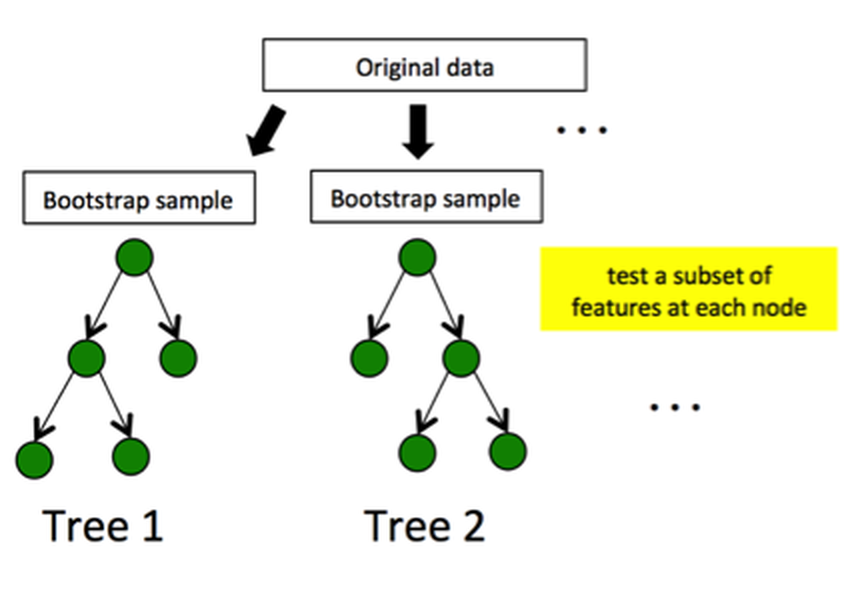 Original data
. . .
Bootstrap sample
Bootstrap sample
test a subset of
features at each node
. . .
Tree 1
Tree 2